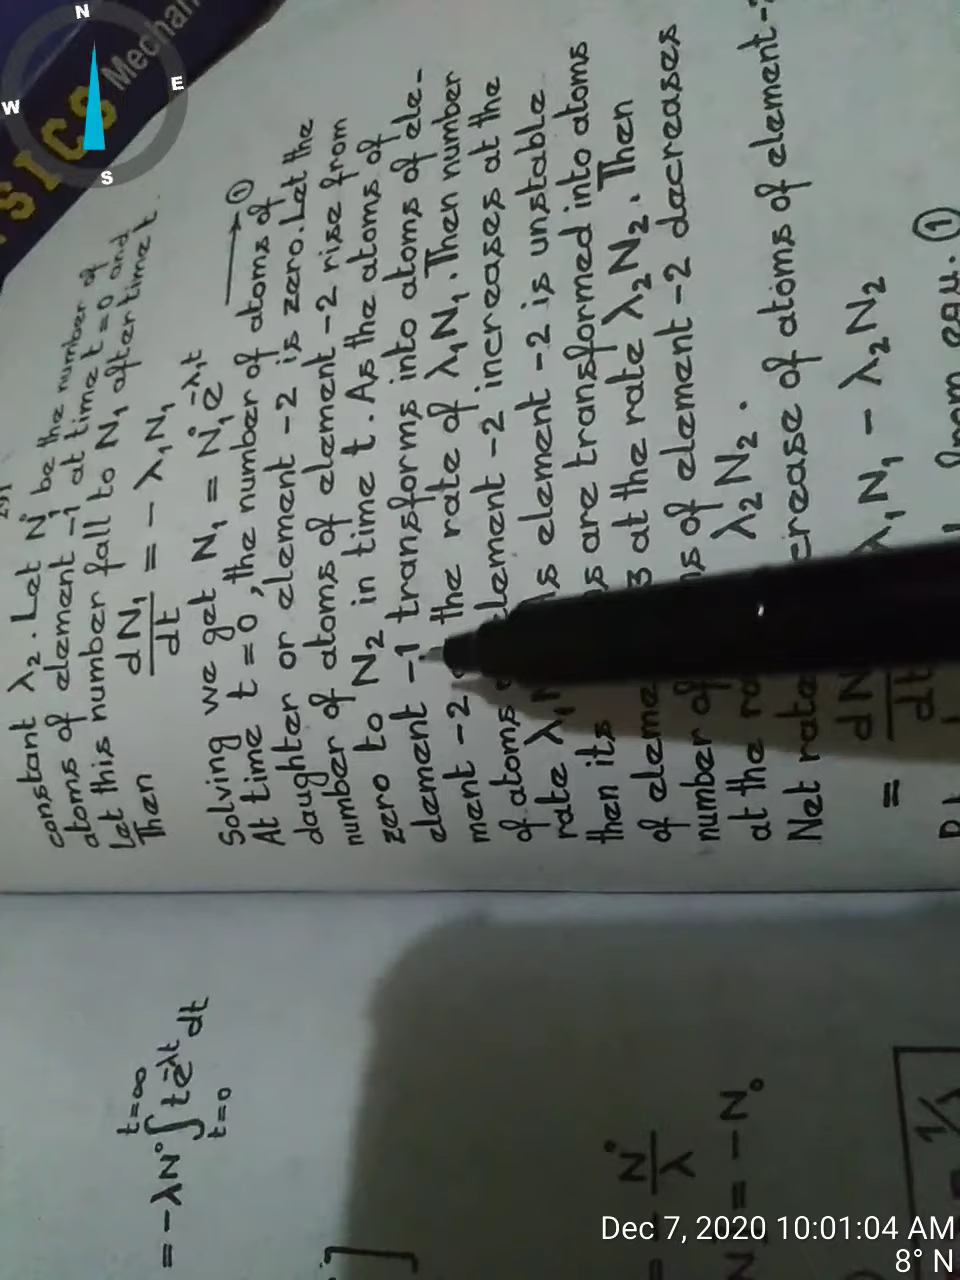 N
W
E
S
SICS
Mechan
constant λ₂. Let N₁° be the number of
atoms of element -1 at time t = 0 and
Let this number fall to N₁ after time t.
Then dN₁/dt = - λ₁N₁
Solving we get N₁ = N₁° e^(-λ₁t) → ①
At time t = 0, the number of atoms of
daughter or element -2 is zero. Let the
number of atoms of element -2 rise from
zero to N₂ in time t. As the atoms of
element -1 transforms into atoms of ele-
ment -2 the rate of λ₁N₁. Then number
of atoms element -2 increases at the
rate λ₁ element -2 is unstable
then its are transformed into atoms
of 3 at the rate λ₂N₂. Then
number of of element -2 decreases
at the λ₂N₂.
Net rate of atoms of element -
= λ₁N₁ - λ₂N₂
①
= - λN° ∫ t e^(-λt) dt
t=∞
t=0
N°/λ
= - N₀
1/λ
Dec 7, 2020 10:01:04 AM
8° N